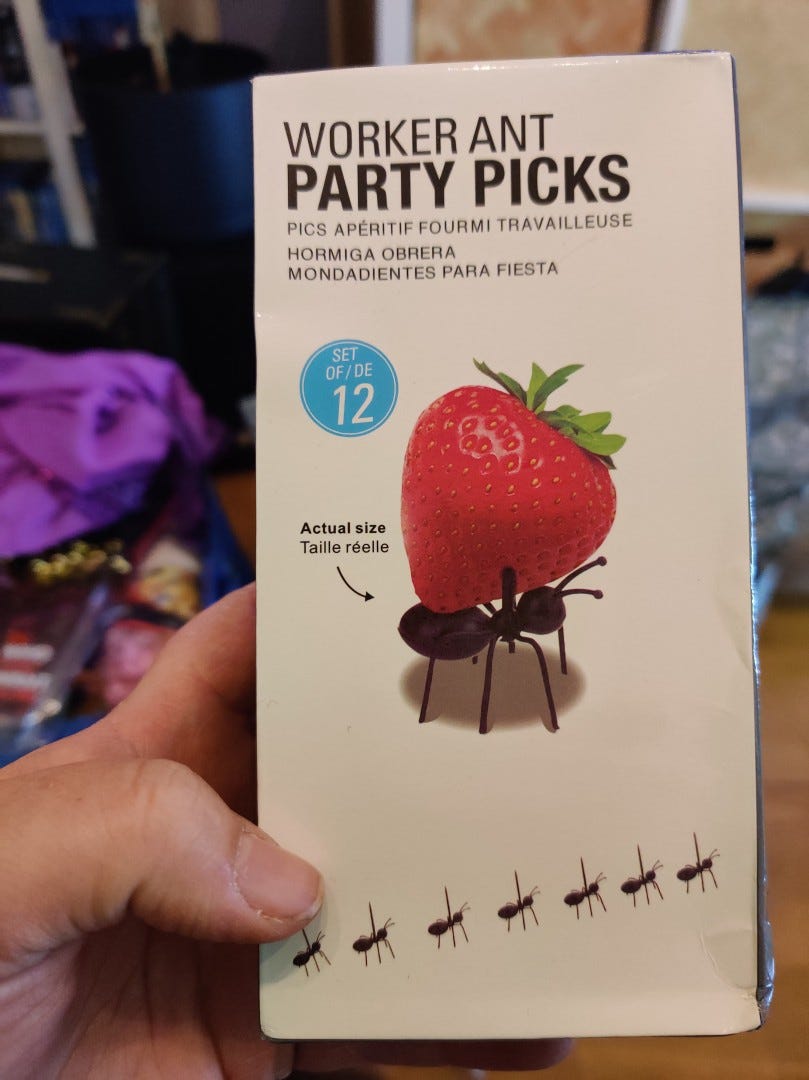 WORKER ANT
PARTY PICKS
PICS APÉRITIF FOURMI TRAVAILLEUSE
HORMIGA OBRERA
MONDADIENTES PARA FIESTA
SET
OF/DE
12
Actual size
Taille réelle